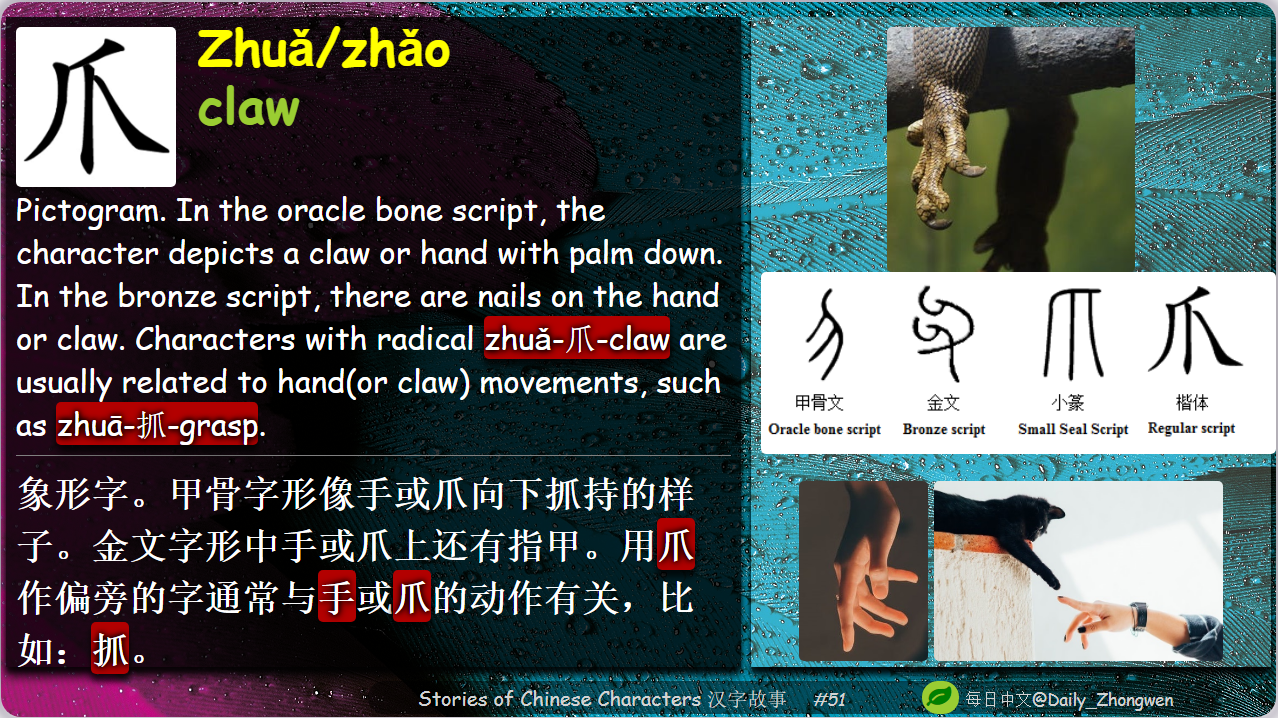 爪
Zhuǎ/zhǎo
claw
Pictogram. In the oracle bone script, the
character depicts a claw or hand with palm down.
In the bronze script, there are nails on the hand
or claw. Characters with radical zhuǎ-爪-claw are
usually related to hand(or claw) movements, such
as zhuā-抓-grasp.
象形字。甲骨字形像手或爪向下抓持的样
子。金文字形中手或爪上还有指甲。用爪
作偏旁的字通常与手或爪的动作有关，比
如：抓。
爪
甲骨文 金文 小篆 楷体
Oracle bone script Bronze script Small Seal Script Regular script
Stories of Chinese Characters 汉字故事 #51
每日中文@Daily_Zhongwen